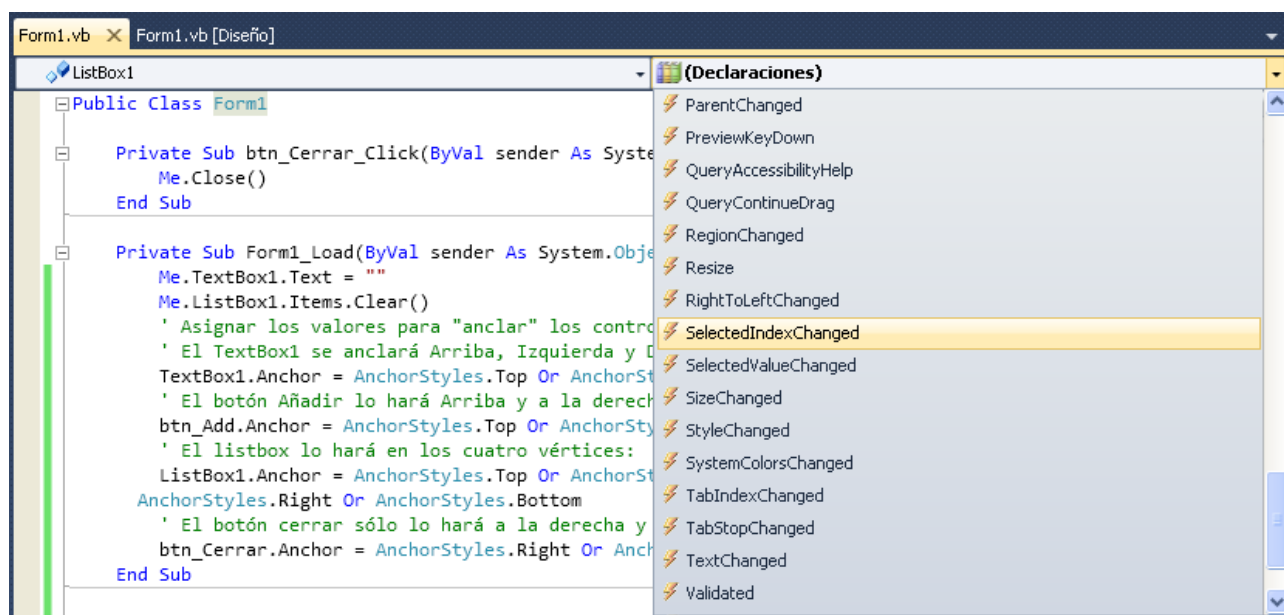 Form1.vb
Form1.vb [Diseño]
ListBox1
(Declaraciones)
Public Class Form1
Private Sub btn_Cerrar_Click(ByVal sender As Syste
Me.Close()
End Sub
Private Sub Form1_Load(ByVal sender As System.Obje
Me.TextBox1.Text = ""
Me.ListBox1.Items.Clear()
' Asignar los valores para "anclar" los contro
' El TextBox1 se anclará Arriba, Izquierda y D
TextBox1.Anchor = AnchorStyles.Top Or AnchorSt
' El botón Añadir lo hará Arriba y a la derech
btn_Add.Anchor = AnchorStyles.Top Or AnchorSty
' El listbox lo hará en los cuatro vértices:
ListBox1.Anchor = AnchorStyles.Top Or AnchorSt
AnchorStyles.Right Or AnchorStyles.Bottom
' El botón cerrar sólo lo hará a la derecha y
btn_Cerrar.Anchor = AnchorStyles.Right Or Anch
End Sub
ParentChanged
PreviewKeyDown
QueryAccessibilityHelp
QueryContinueDrag
RegionChanged
Resize
RightToLeftChanged
SelectedIndexChanged
SelectedValueChanged
SizeChanged
StyleChanged
SystemColorsChanged
TabIndexChanged
TabStopChanged
TextChanged
Validated